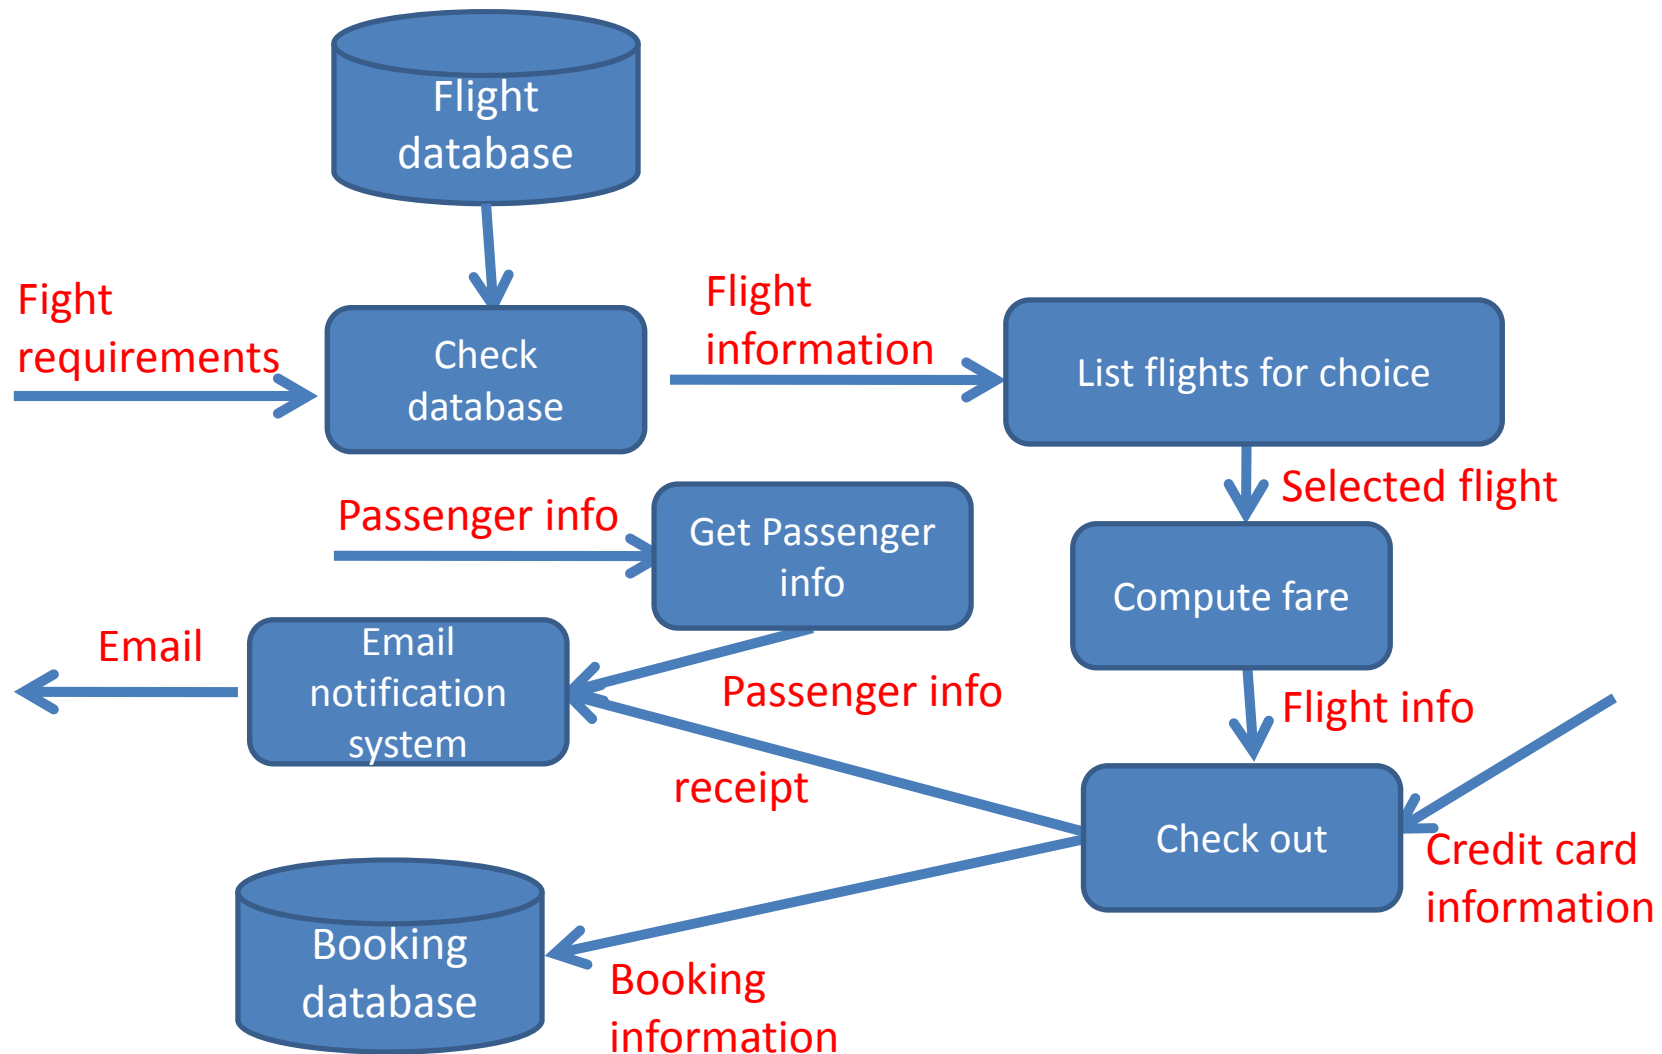 Flight
database
Fight
requirements
Check
database
Flight
information
List flights for choice
Selected flight
Passenger info
Get Passenger
info
Compute fare
Email
Email
notification
system
Passenger info
Flight info
receipt
Check out
Credit card
information
Booking
database
Booking
information